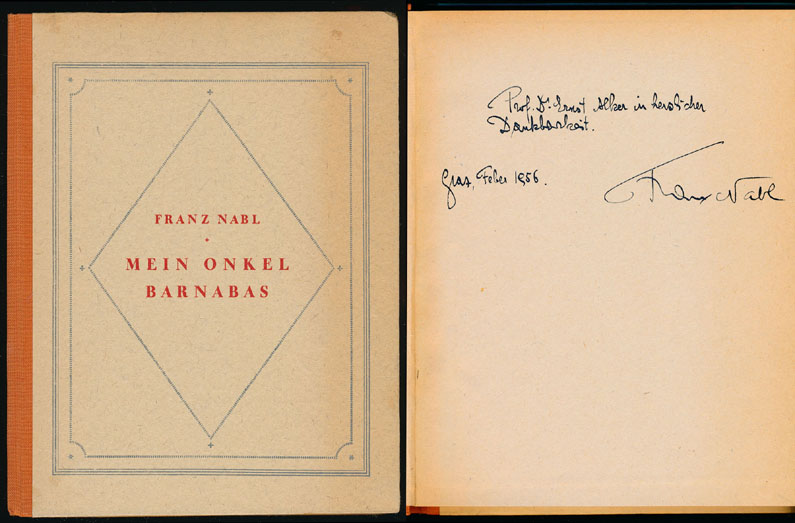 FRANZ NABL
MEIN ONKEL
BARNABAS
Prof. Dr. Ernst Alker in herzlicher
Dankbarkeit.
Graz, Feber 1956.
Franz Nabl